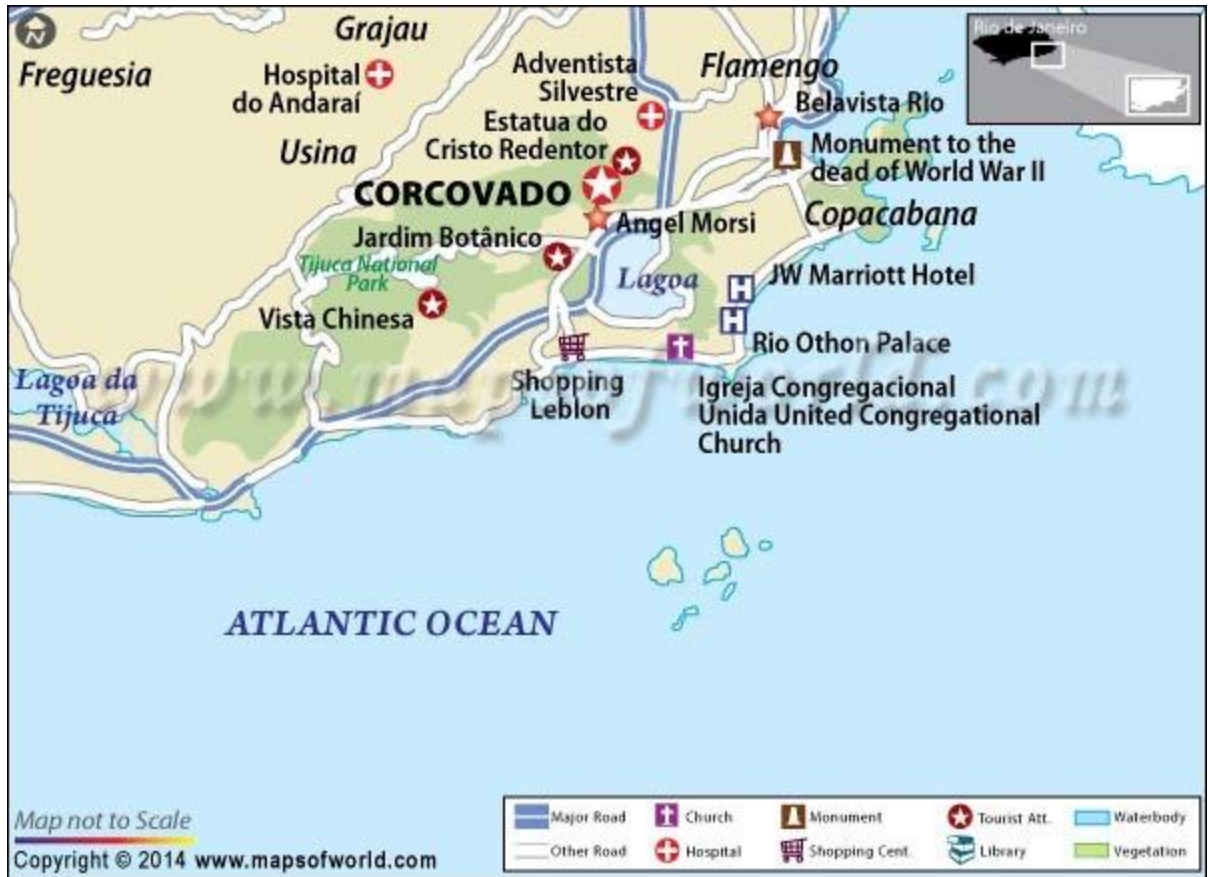 N
Grajau
Freguesia
Hospital
do Andaraí
Adventista
Silvestre
Flamengo
Rio de Janeiro
Belavista Rio
Estatua do
Cristo Redentor
Usina
Monument to the
dead of World War II
CORCOVADO
Angel Morsi
Copacabana
Jardim Botânico
Tijuca National
Park
Lagoa
JW Marriott Hotel
H
Vista Chinesa
H
Rio Othon Palace
www.mapsofworld.com
Lagoa da
Tijuca
Shopping
Leblon
Igreja Congregacional
Unida United Congregational
Church
ATLANTIC OCEAN
Map not to Scale
Copyright © 2014 www.mapsofworld.com
Major Road
Church
Monument
Tourist Att.
Waterbody
Other Road
Hospital
Shopping Cent.
Library
Vegetation